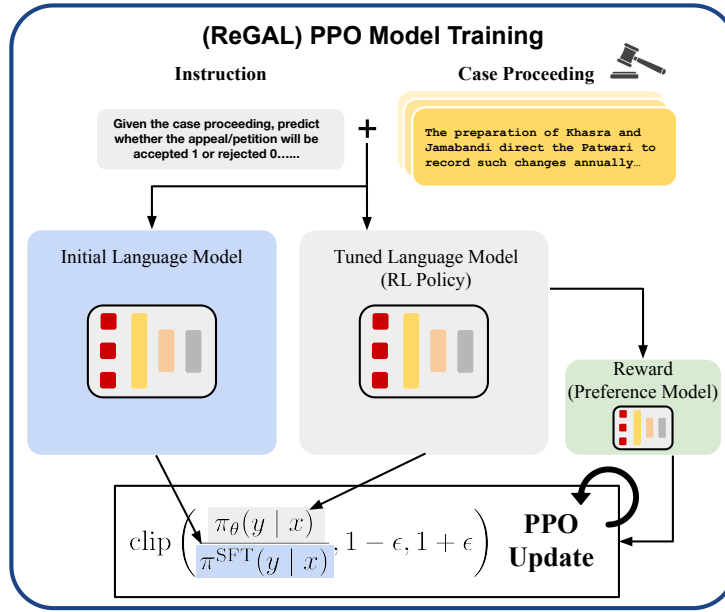 (ReGAL) PPO Model Training
Instruction
Case Proceeding
Given the case proceeding, predict
whether the appeal/petition will be
accepted 1 or rejected 0…...
+
The preparation of Khasra and
Jamabandi direct the Patwari to
record such changes annually…
Initial Language Model
Tuned Language Model
(RL Policy)
Reward
(Preference Model)
clip ( π_θ(y | x) / π^SFT(y | x) , 1 − ϵ, 1 + ϵ )
PPO
Update